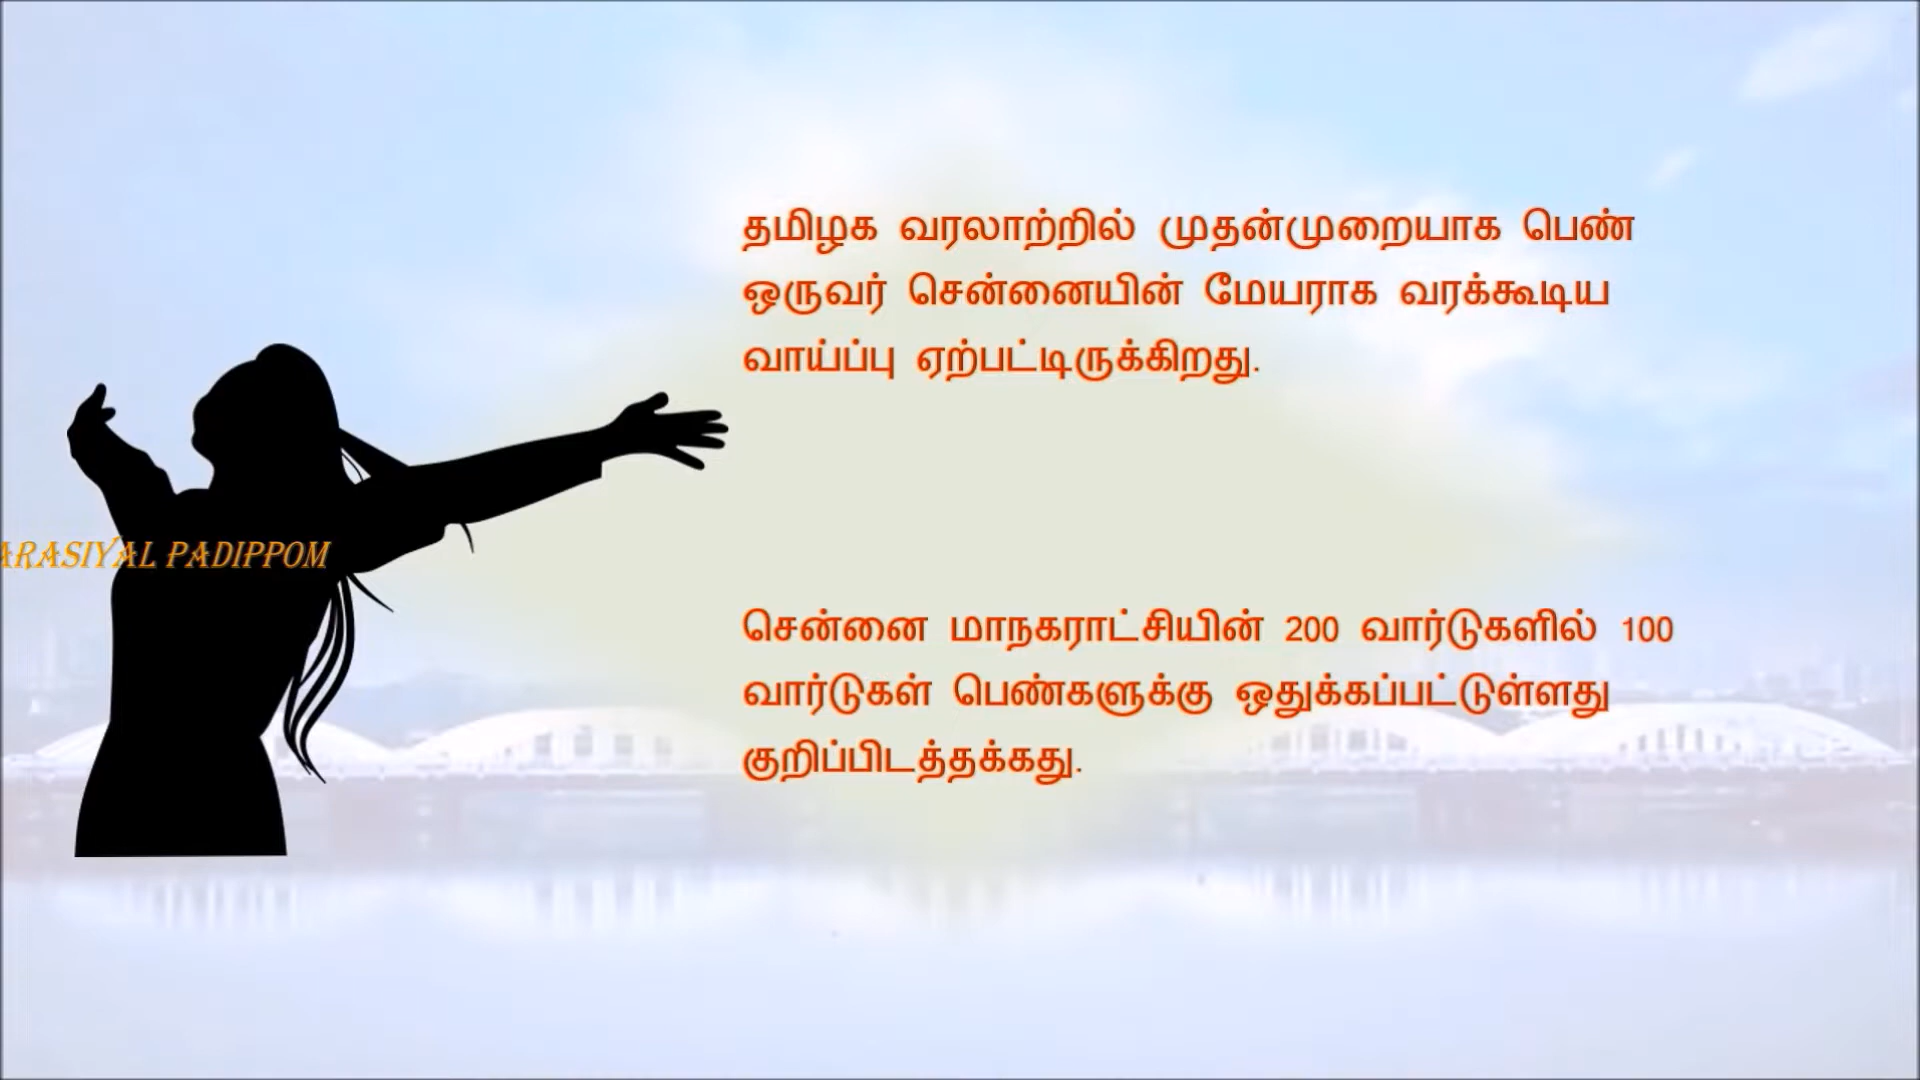 தமிழக வரலாற்றில் முதன்முறையாக பெண்
ஒருவர் சென்னையின் மேயராக வரக்கூடிய
வாய்ப்பு ஏற்பட்டிருக்கிறது.
ARASIYAL PADIPPOM
சென்னை மாநகராட்சியின் 200 வார்டுகளில் 100
வார்டுகள் பெண்களுக்கு ஒதுக்கப்பட்டுள்ளது
குறிப்பிடத்தக்கது.